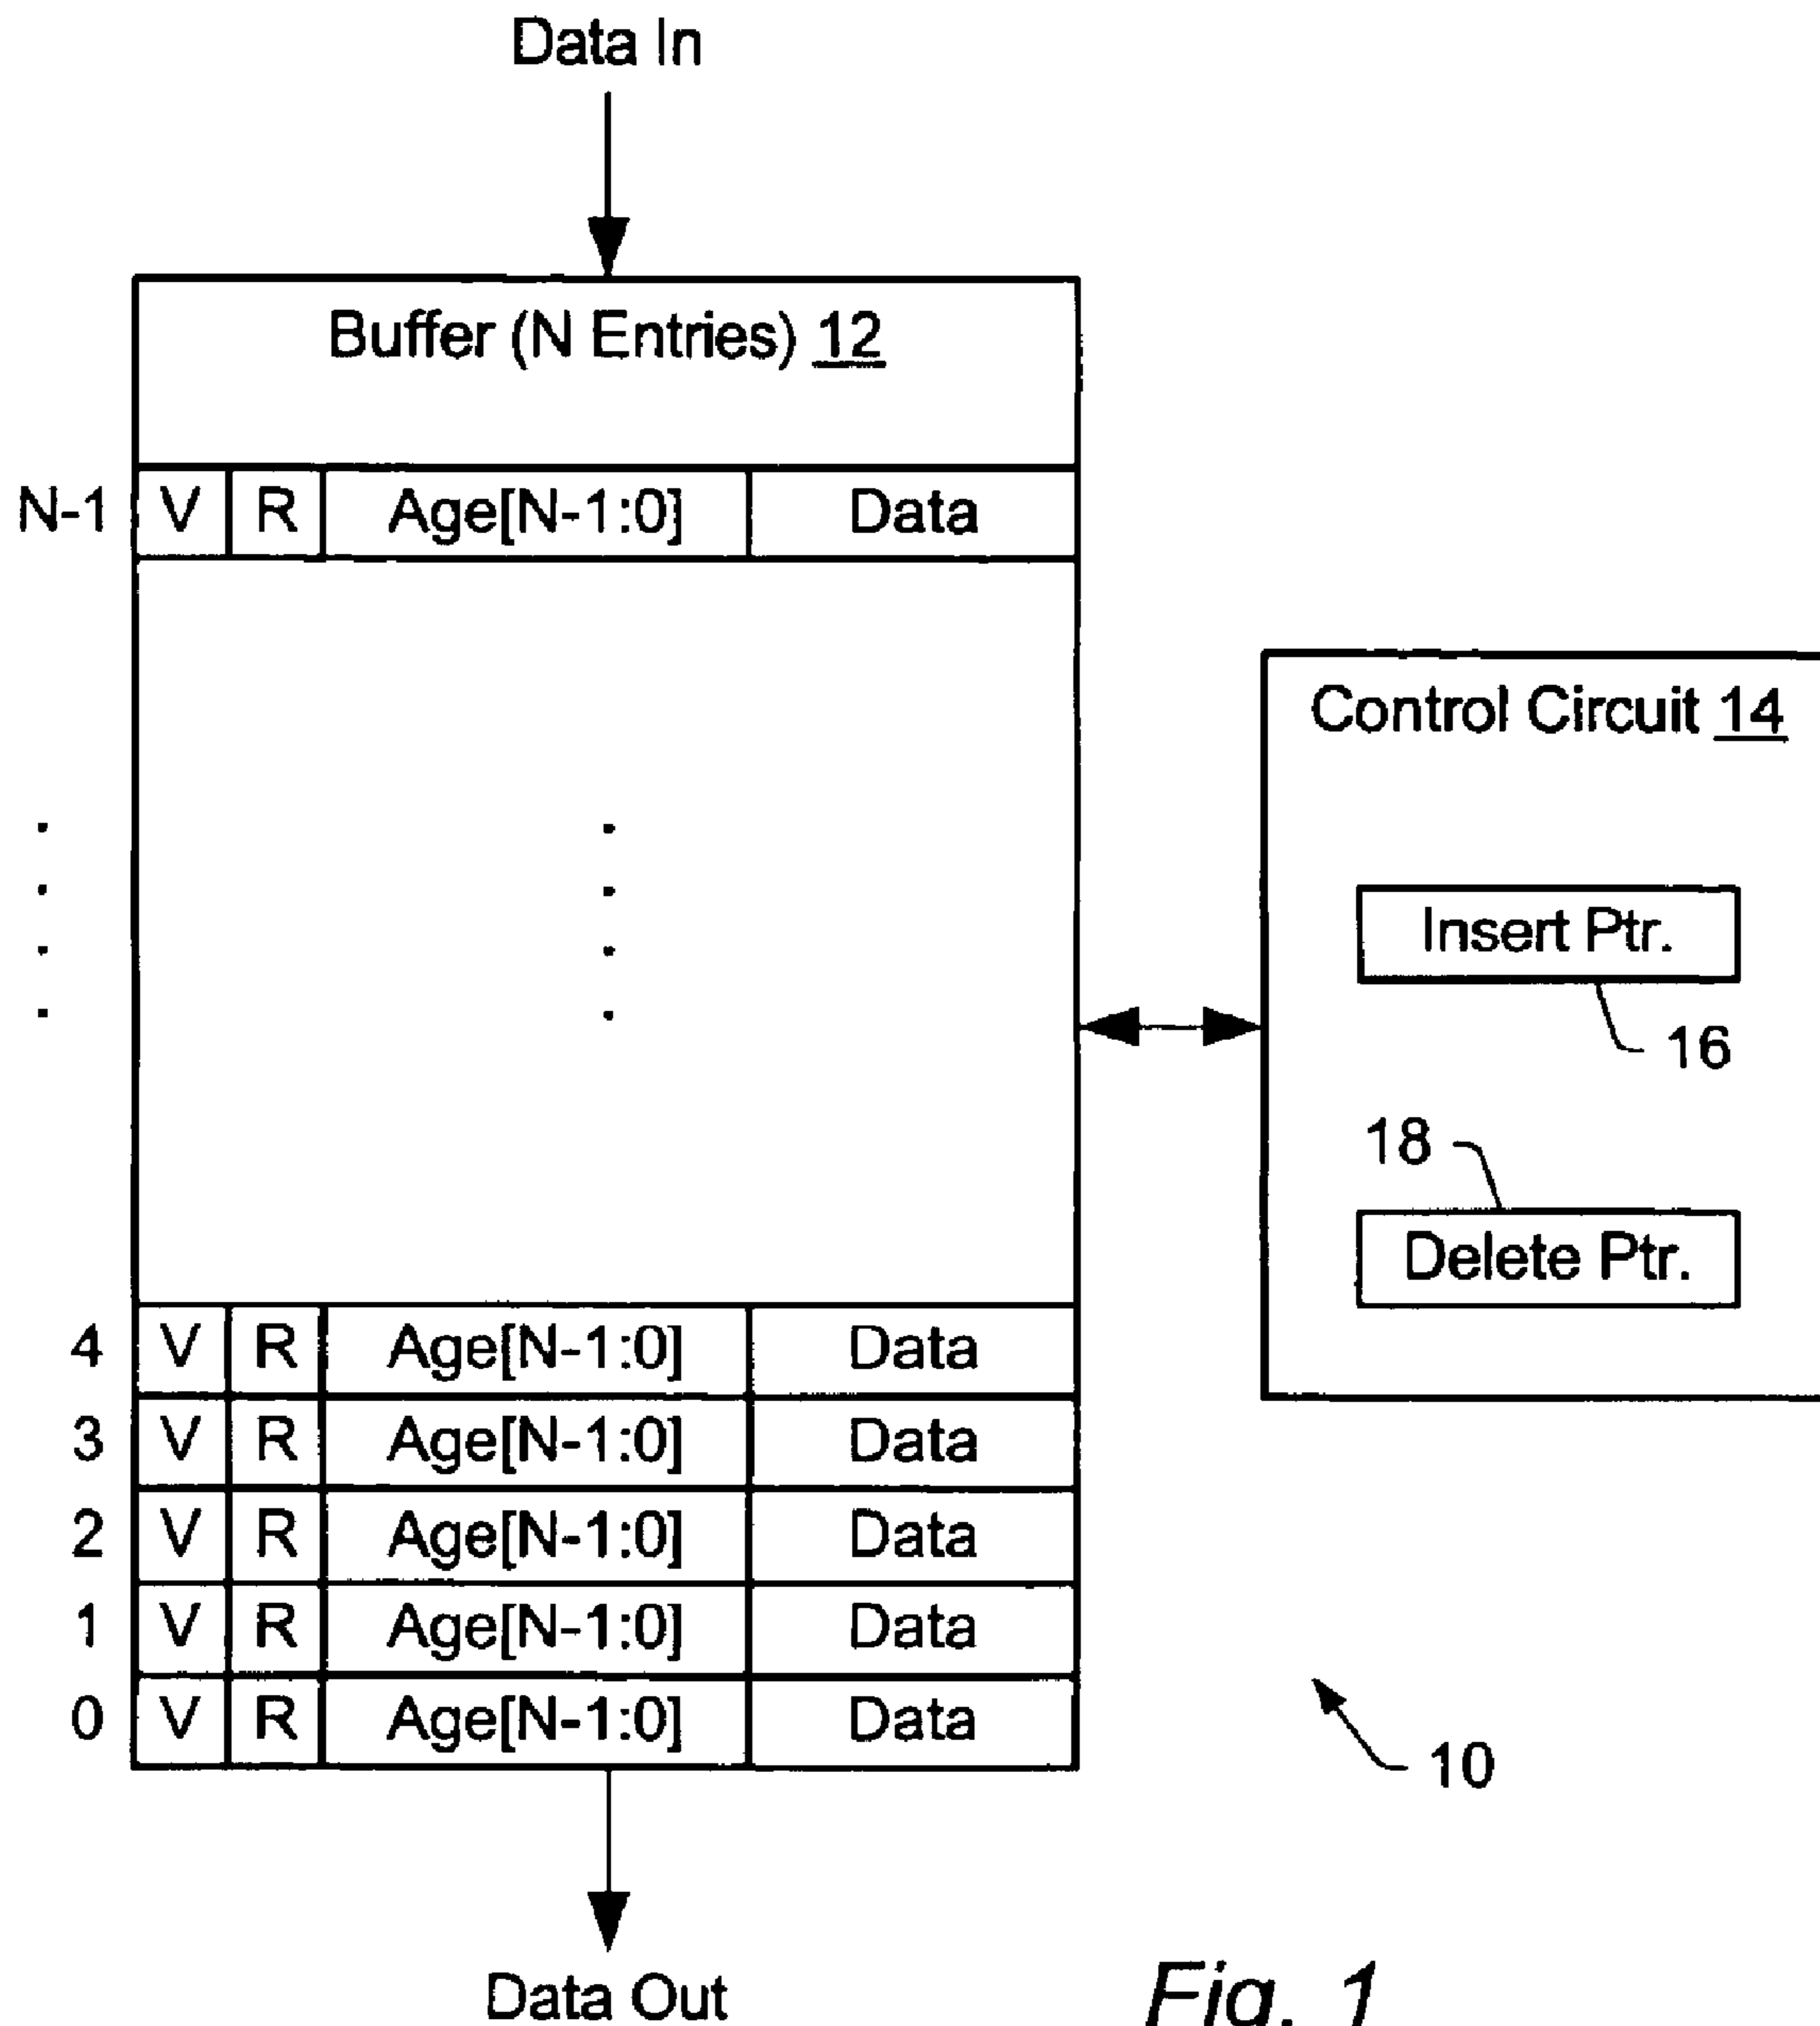 Data In
Buffer (N Entries) 12
N-1 V R Age[N-1:0] Data
Control Circuit 14
Insert Ptr.
16
18
Delete Ptr.
4 V R Age[N-1:0] Data
3 V R Age[N-1:0] Data
2 V R Age[N-1:0] Data
1 V R Age[N-1:0] Data
0 V R Age[N-1:0] Data
10
Data Out
Fig. 1